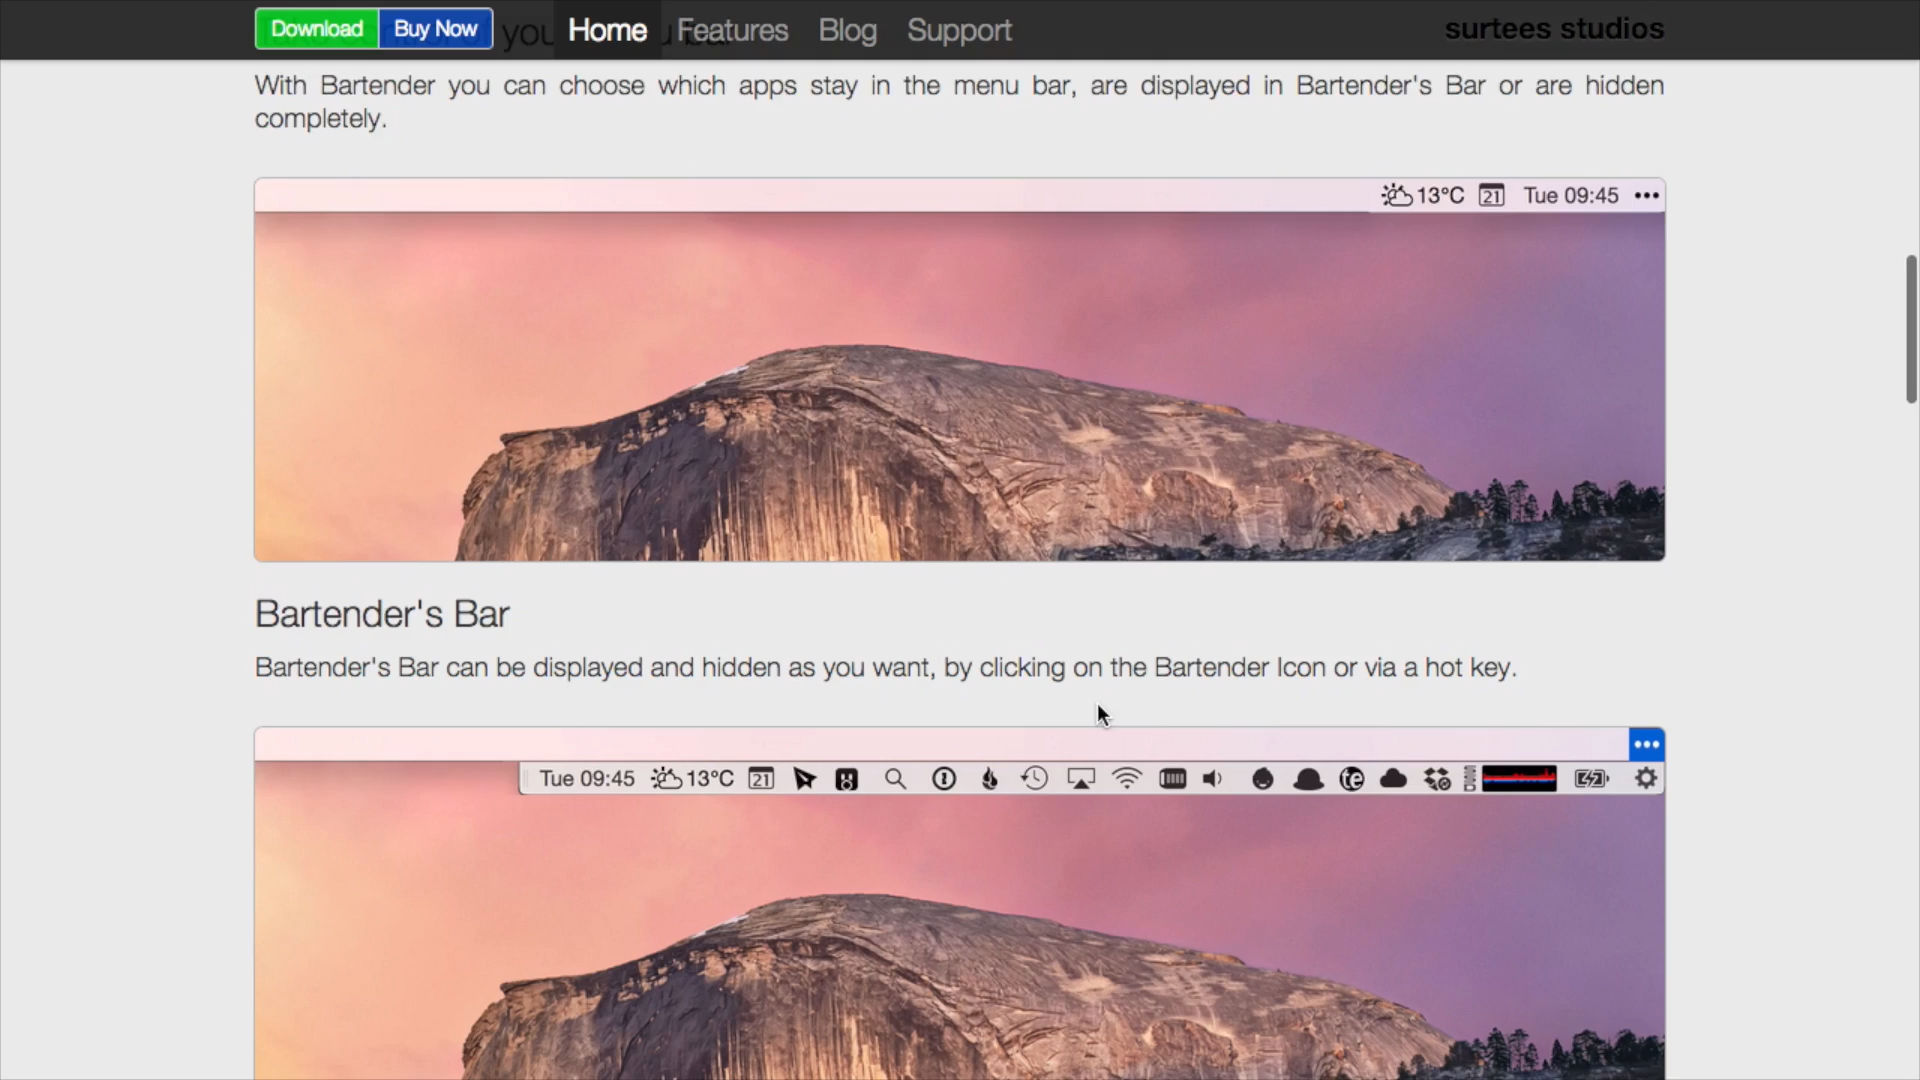 Download Buy Now Home Features Blog Support surtees studios
With Bartender you can choose which apps stay in the menu bar, are displayed in Bartender's Bar or are hidden
completely.
13°C 21 Tue 09:45
Bartender's Bar
Bartender's Bar can be displayed and hidden as you want, by clicking on the Bartender Icon or via a hot key.
Tue 09:45 13°C 21 te